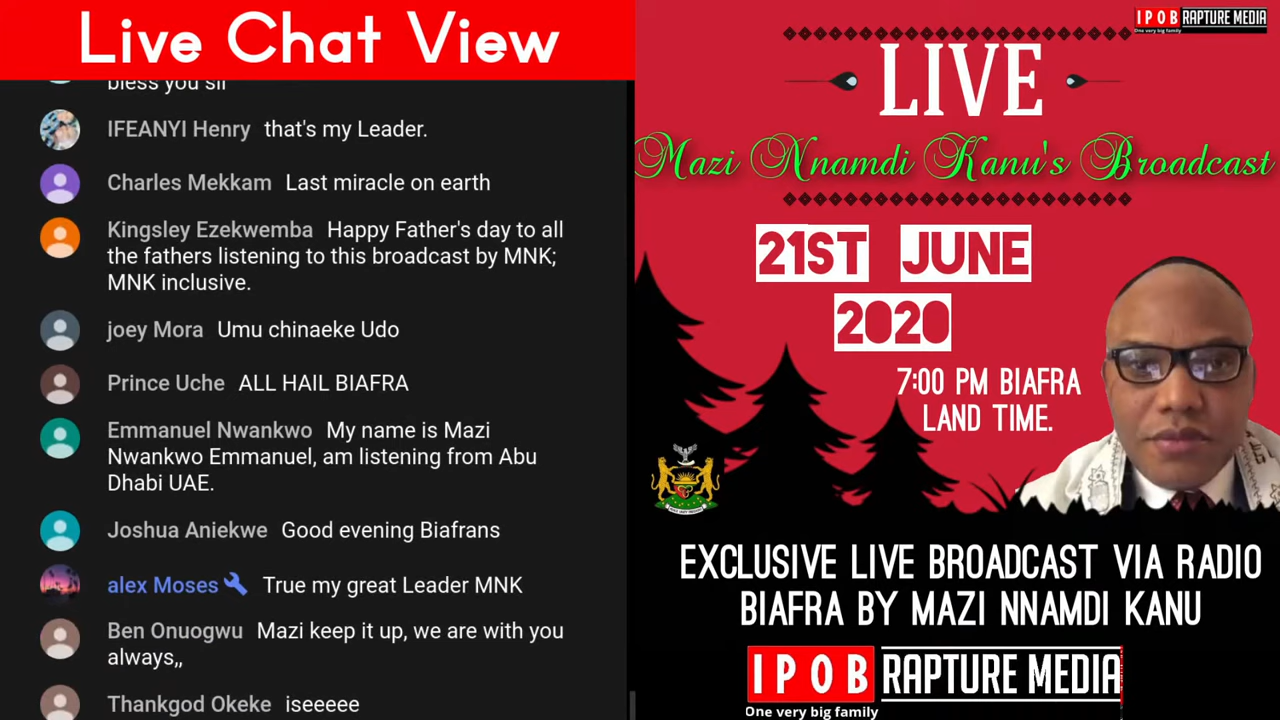 Live Chat View
bless you sir
IFEANYI Henry that's my Leader.
Charles Mekkam Last miracle on earth
Kingsley Ezekwemba Happy Father's day to all
the fathers listening to this broadcast by MNK;
MNK inclusive.
joey Mora Umu chinaeke Udo
Prince Uche ALL HAIL BIAFRA
Emmanuel Nwankwo My name is Mazi
Nwankwo Emmanuel, am listening from Abu
Dhabi UAE.
Joshua Aniekwe Good evening Biafrans
alex Moses True my great Leader MNK
Ben Onuogwu Mazi keep it up, we are with you
always,,
Thankgod Okeke iseeeee
IPOB RAPTURE MEDIA
One very big family
LIVE
Mazi Nnamdi Kanu's Broadcast
21ST JUNE
2020
7:00 PM BIAFRA
LAND TIME.
EXCLUSIVE LIVE BROADCAST VIA RADIO
BIAFRA BY MAZI NNAMDI KANU
IPOB RAPTURE MEDIA
One very big family